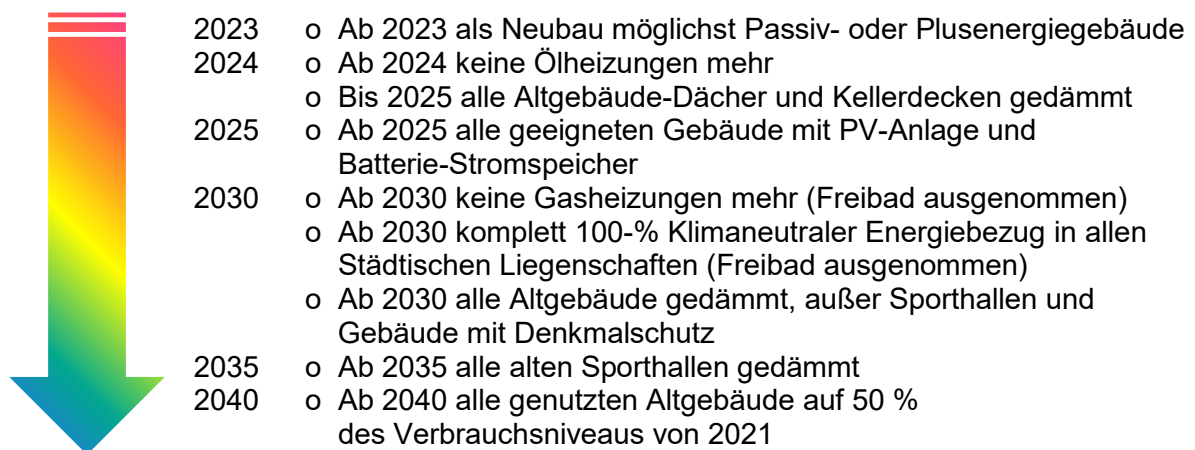 2023 o Ab 2023 als Neubau möglichst Passiv- oder Plusenergiegebäude
2024 o Ab 2024 keine Ölheizungen mehr
o Bis 2025 alle Altgebäude-Dächer und Kellerdecken gedämmt
2025 o Ab 2025 alle geeigneten Gebäude mit PV-Anlage und
Batterie-Stromspeicher
2030 o Ab 2030 keine Gasheizungen mehr (Freibad ausgenommen)
o Ab 2030 komplett 100-% Klimaneutraler Energiebezug in allen
Städtischen Liegenschaften (Freibad ausgenommen)
o Ab 2030 alle Altgebäude gedämmt, außer Sporthallen und
Gebäude mit Denkmalschutz
2035 o Ab 2035 alle alten Sporthallen gedämmt
2040 o Ab 2040 alle genutzten Altgebäude auf 50 %
des Verbrauchsniveaus von 2021